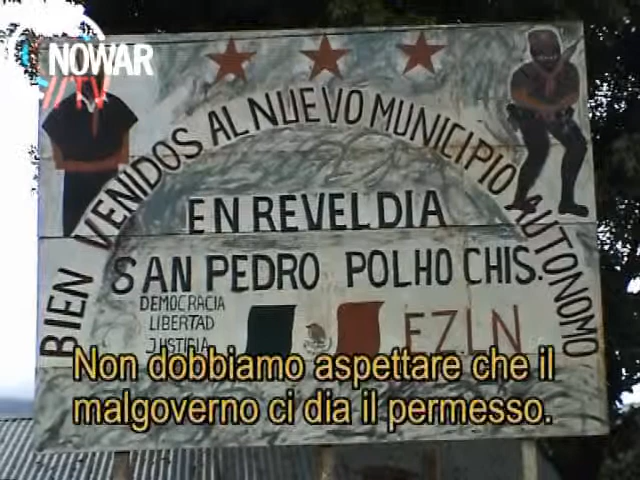 NOWAR
// TV
BIEN VENIDOS AL NUEVO MUNICIPIO AUTONOMO
EN REVELDIA
SAN PEDRO POLHO CHIS.
DEMOCRACIA
LIBERTAD
JUSTICIA
EZLN
Non dobbiamo aspettare che il
malgoverno ci dia il permesso.